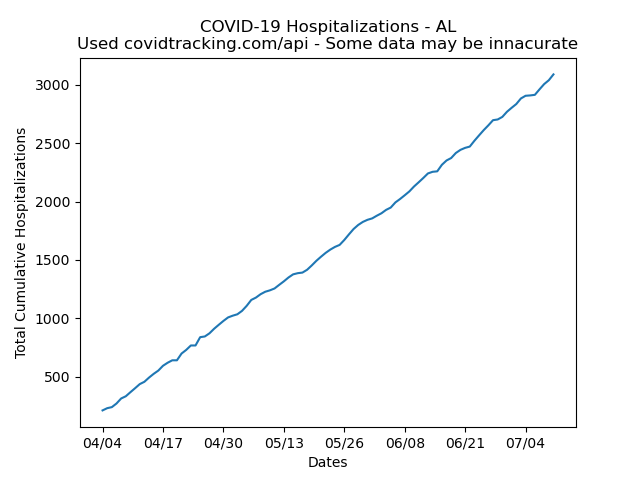 COVID-19 Hospitalizations - AL
Used covidtracking.com/api - Some data may be innacurate
Total Cumulative Hospitalizations
3000
2500
2000
1500
1000
500
04/04 04/17 04/30 05/13 05/26 06/08 06/21 07/04
Dates